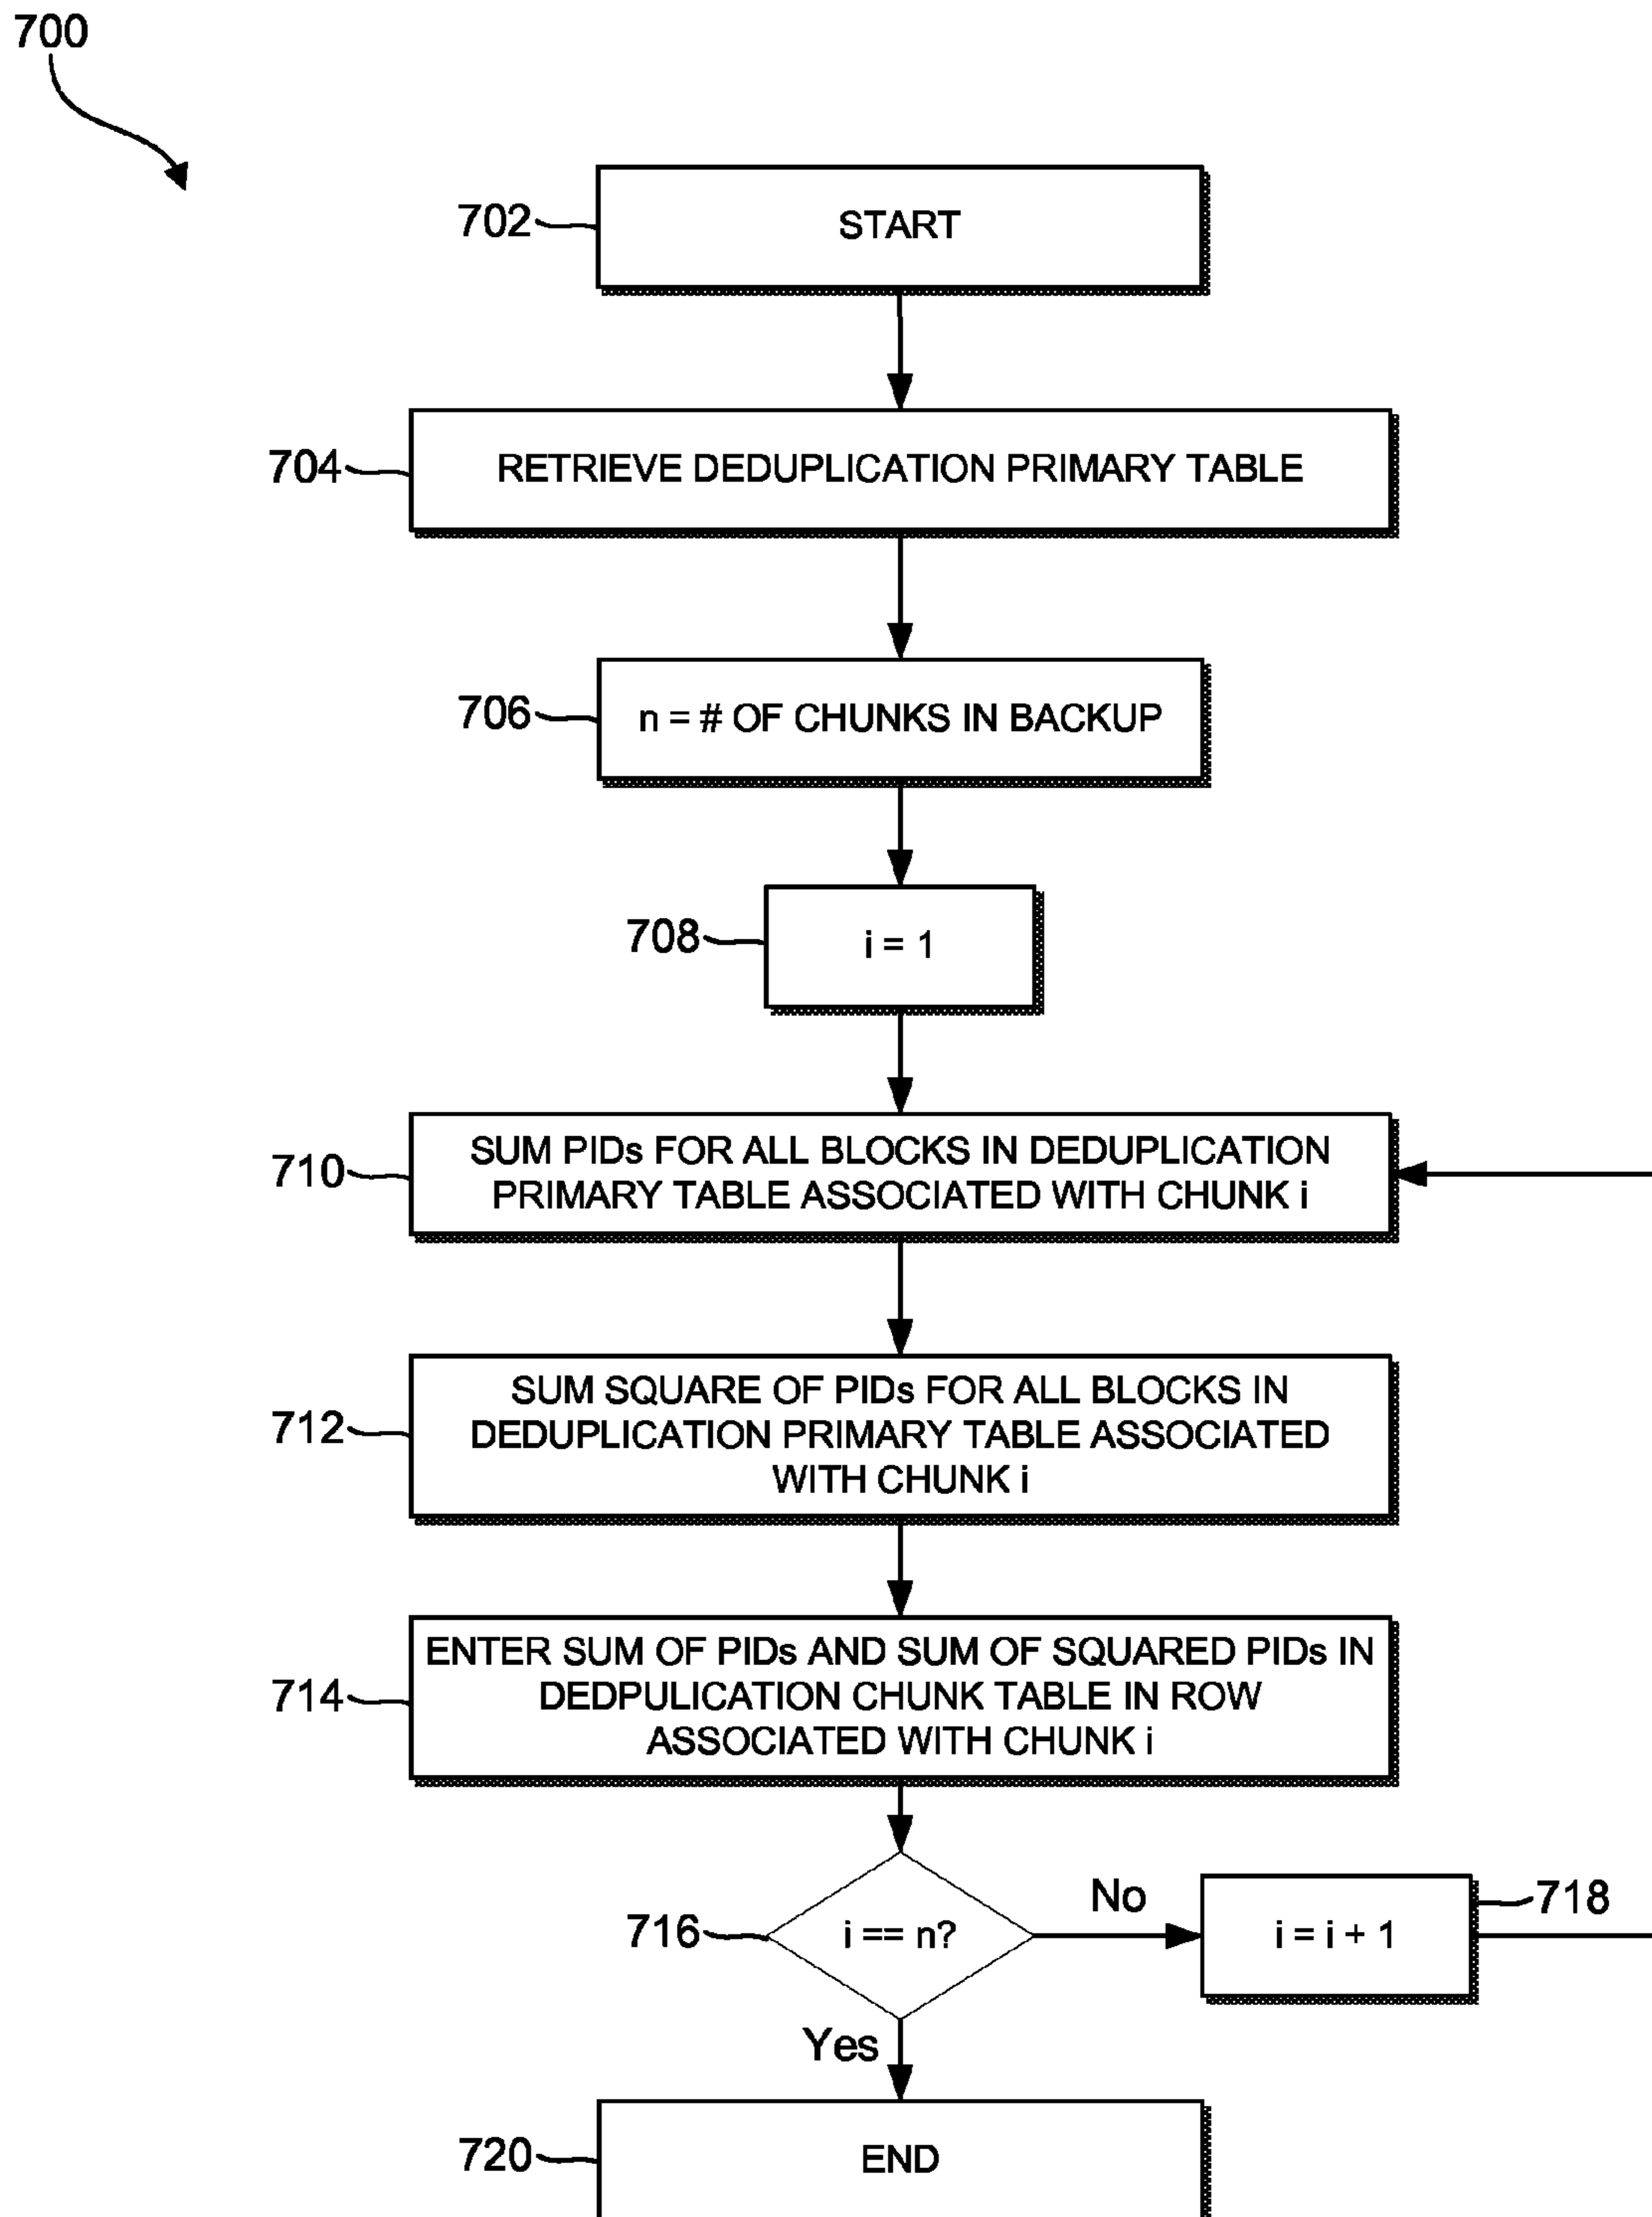 700
702
START
704
RETRIEVE DEDUPLICATION PRIMARY TABLE
706
n = # OF CHUNKS IN BACKUP
708
i = 1
710
SUM PIDs FOR ALL BLOCKS IN DEDUPLICATION
PRIMARY TABLE ASSOCIATED WITH CHUNK i
712
SUM SQUARE OF PIDs FOR ALL BLOCKS IN
DEDUPLICATION PRIMARY TABLE ASSOCIATED
WITH CHUNK i
714
ENTER SUM OF PIDs AND SUM OF SQUARED PIDs IN
DEDPULICATION CHUNK TABLE IN ROW
ASSOCIATED WITH CHUNK i
716
i == n?
No
i = i + 1
718
Yes
720
END